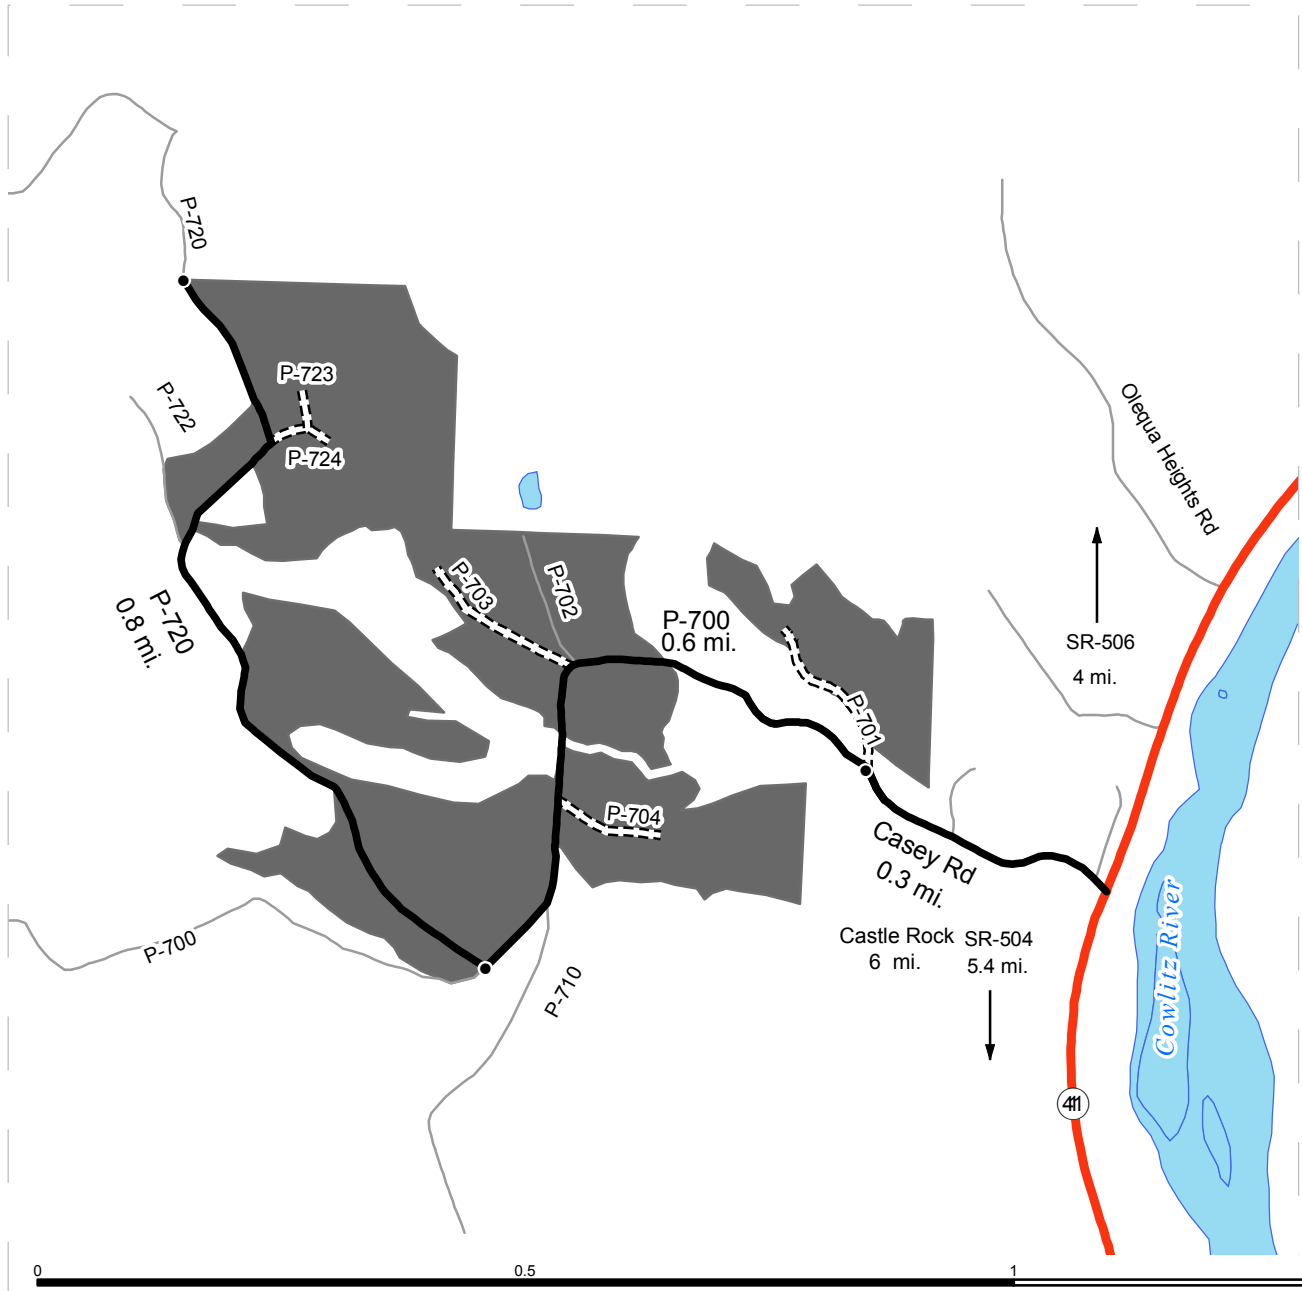 P-720
P-723
P-722
P-724
Olequa Heights Rd
P-703
P-702
P-720
0.8 mi.
P-700
0.6 mi.
SR-506
4 mi.
P-701
P-704
Casey Rd
0.3 mi.
Castle Rock
6 mi.
SR-504
5.4 mi.
P-700
P-710
Cowlitz River
411
0
0.5
1